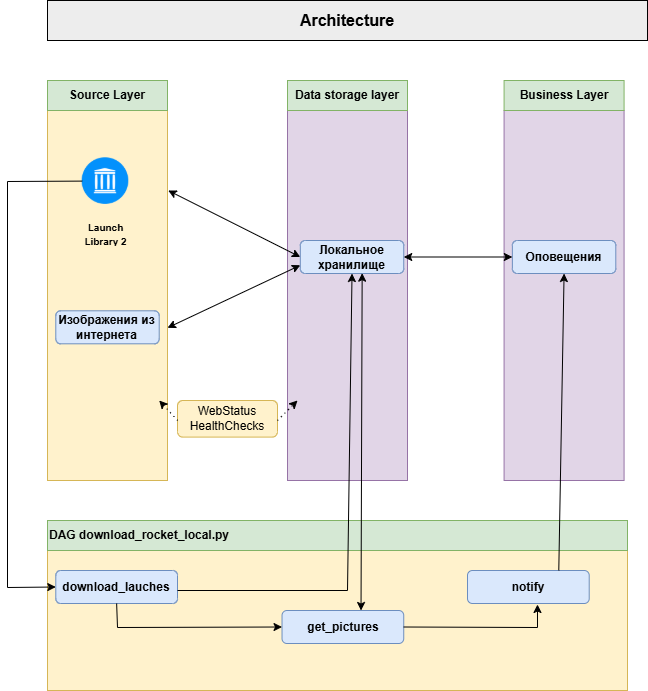 Architecture
Source Layer
Data storage layer
Business Layer
Launch
Library 2
Локальное
хранилище
Оповещения
Изображения из
интернета
WebStatus
HealthChecks
DAG download_rocket_local.py
download_lauches
notify
get_pictures